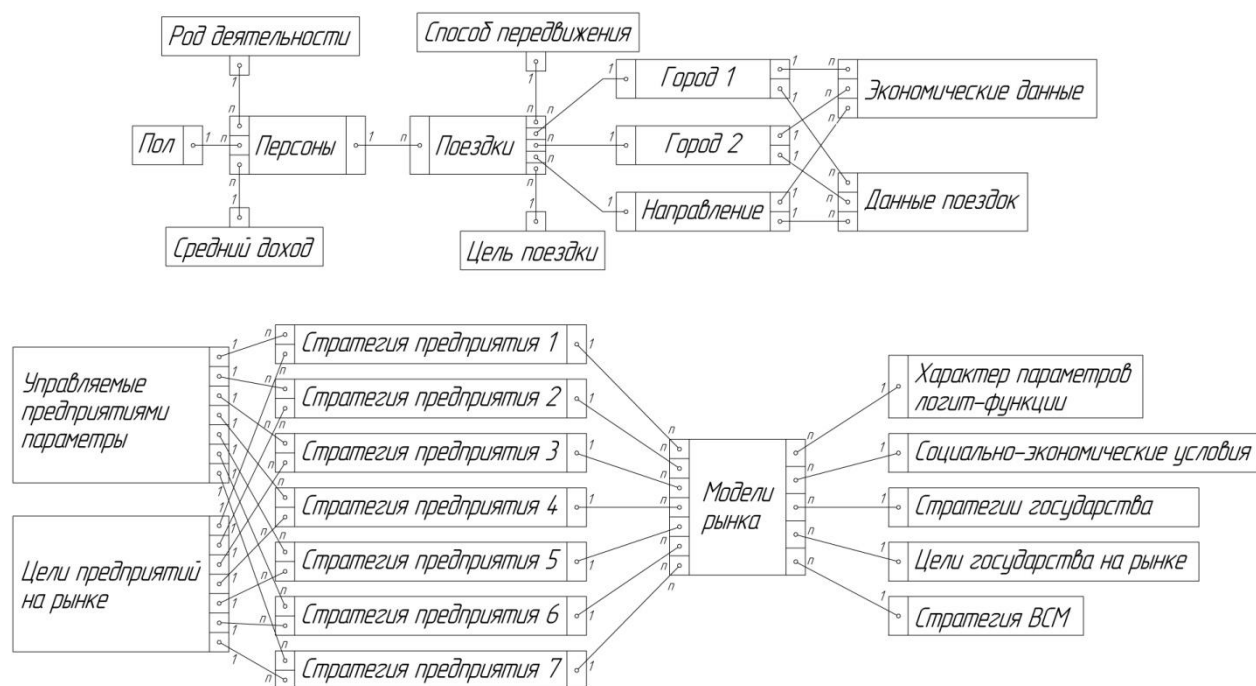 Род деятельности
Способ передвижения
Город 1
Экономические данные
Пол
Персоны
Поездки
Город 2
Направление
Данные поездок
Средний доход
Цель поездки
Управляемые
предприятиями
параметры
Цели предприятий
на рынке
Стратегия предприятия 1
Стратегия предприятия 2
Стратегия предприятия 3
Стратегия предприятия 4
Стратегия предприятия 5
Стратегия предприятия 6
Стратегия предприятия 7
Модели
рынка
Характер параметров
логит-функции
Социально-экономические условия
Стратегии государства
Цели государства на рынке
Стратегия ВСМ